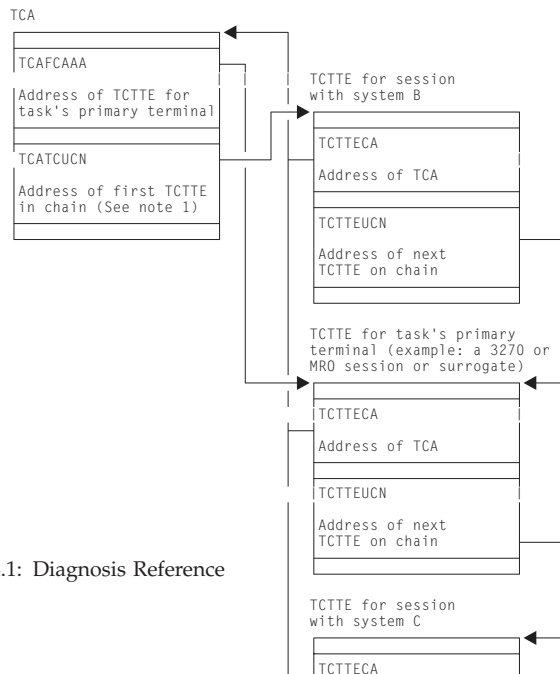 TCA
TCAFCAAA
Address of TCTTE for
task's primary terminal
TCATCUCN
Address of first TCTTE
in chain (See note 1)
TCTTE for session
with system B
TCTTECA
Address of TCA
TCTTEUCN
Address of next
TCTTE on chain
TCTTE for task's primary
terminal (example: a 3270 or
MRO session or surrogate)
TCTTECA
Address of TCA
TCTTEUCN
Address of next
TCTTE on chain
.1: Diagnosis Reference
TCTTE for session
with system C
TCTTECA